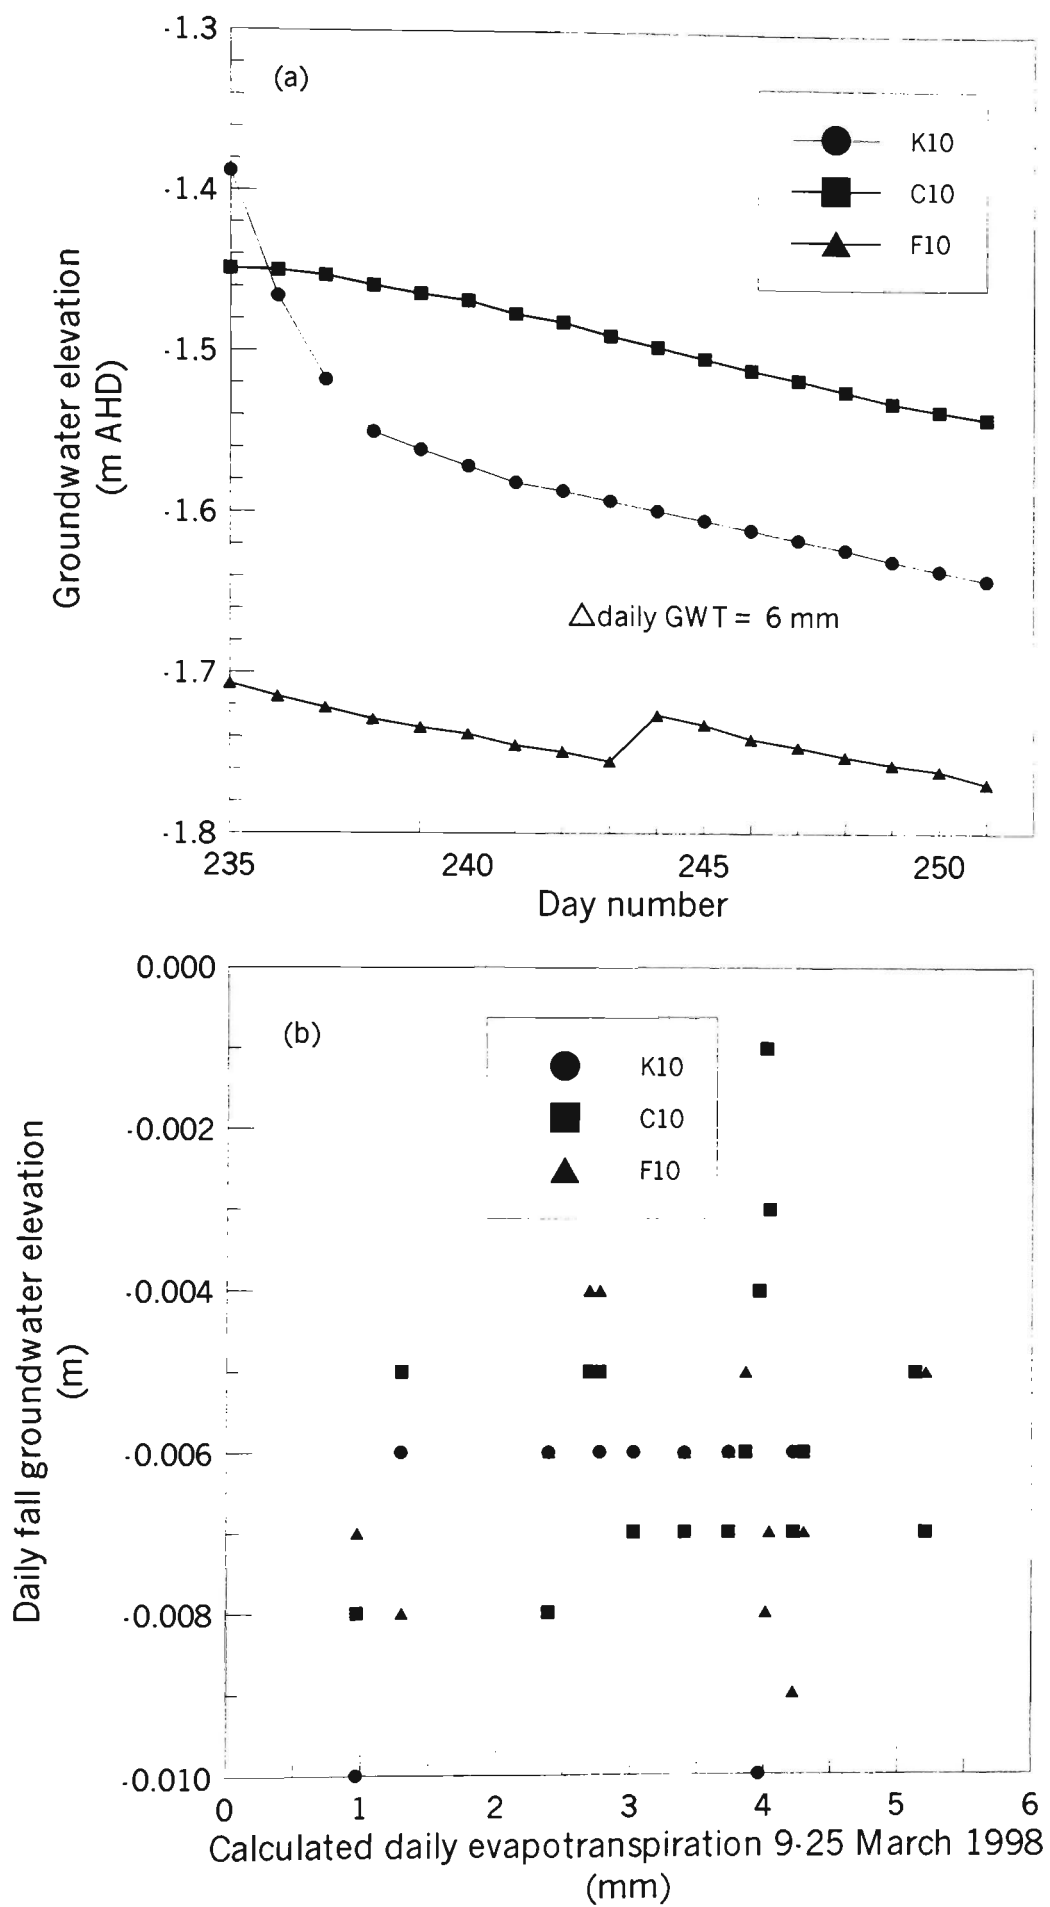 -1.3
(a)
K10
-1.4
C10
F10
Groundwater elevation
(m AHD)
-1.5
-1.6
△daily GWT = 6 mm
-1.7
-1.8
235 240 245 250
Day number
0.000
(b)
K10
C10
-0.002
F10
Daily fall groundwater elevation
(m)
-0.004
-0.006
-0.008
-0.010
0 1 2 3 4 5 6
Calculated daily evapotranspiration 9-25 March 1998
(mm)